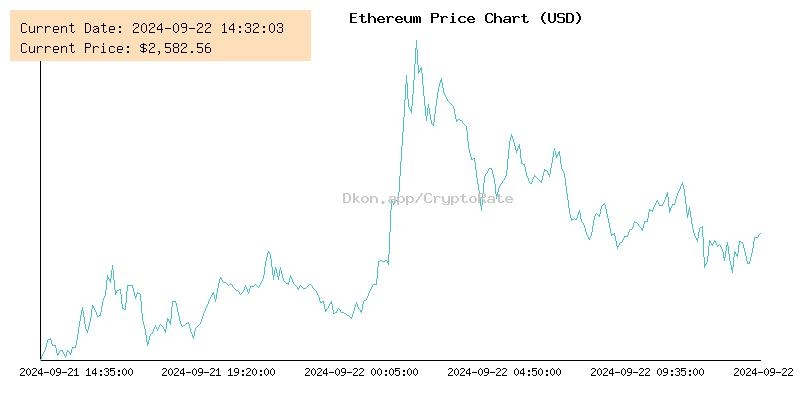 Ethereum Price Chart (USD)
Current Date: 2024-09-22 14:32:03
Current Price: $2,582.56
Dkon.app/CryptoRate
2024-09-21 14:35:00 2024-09-21 19:20:00 2024-09-22 00:05:00 2024-09-22 04:50:00 2024-09-22 09:35:00 2024-09-22